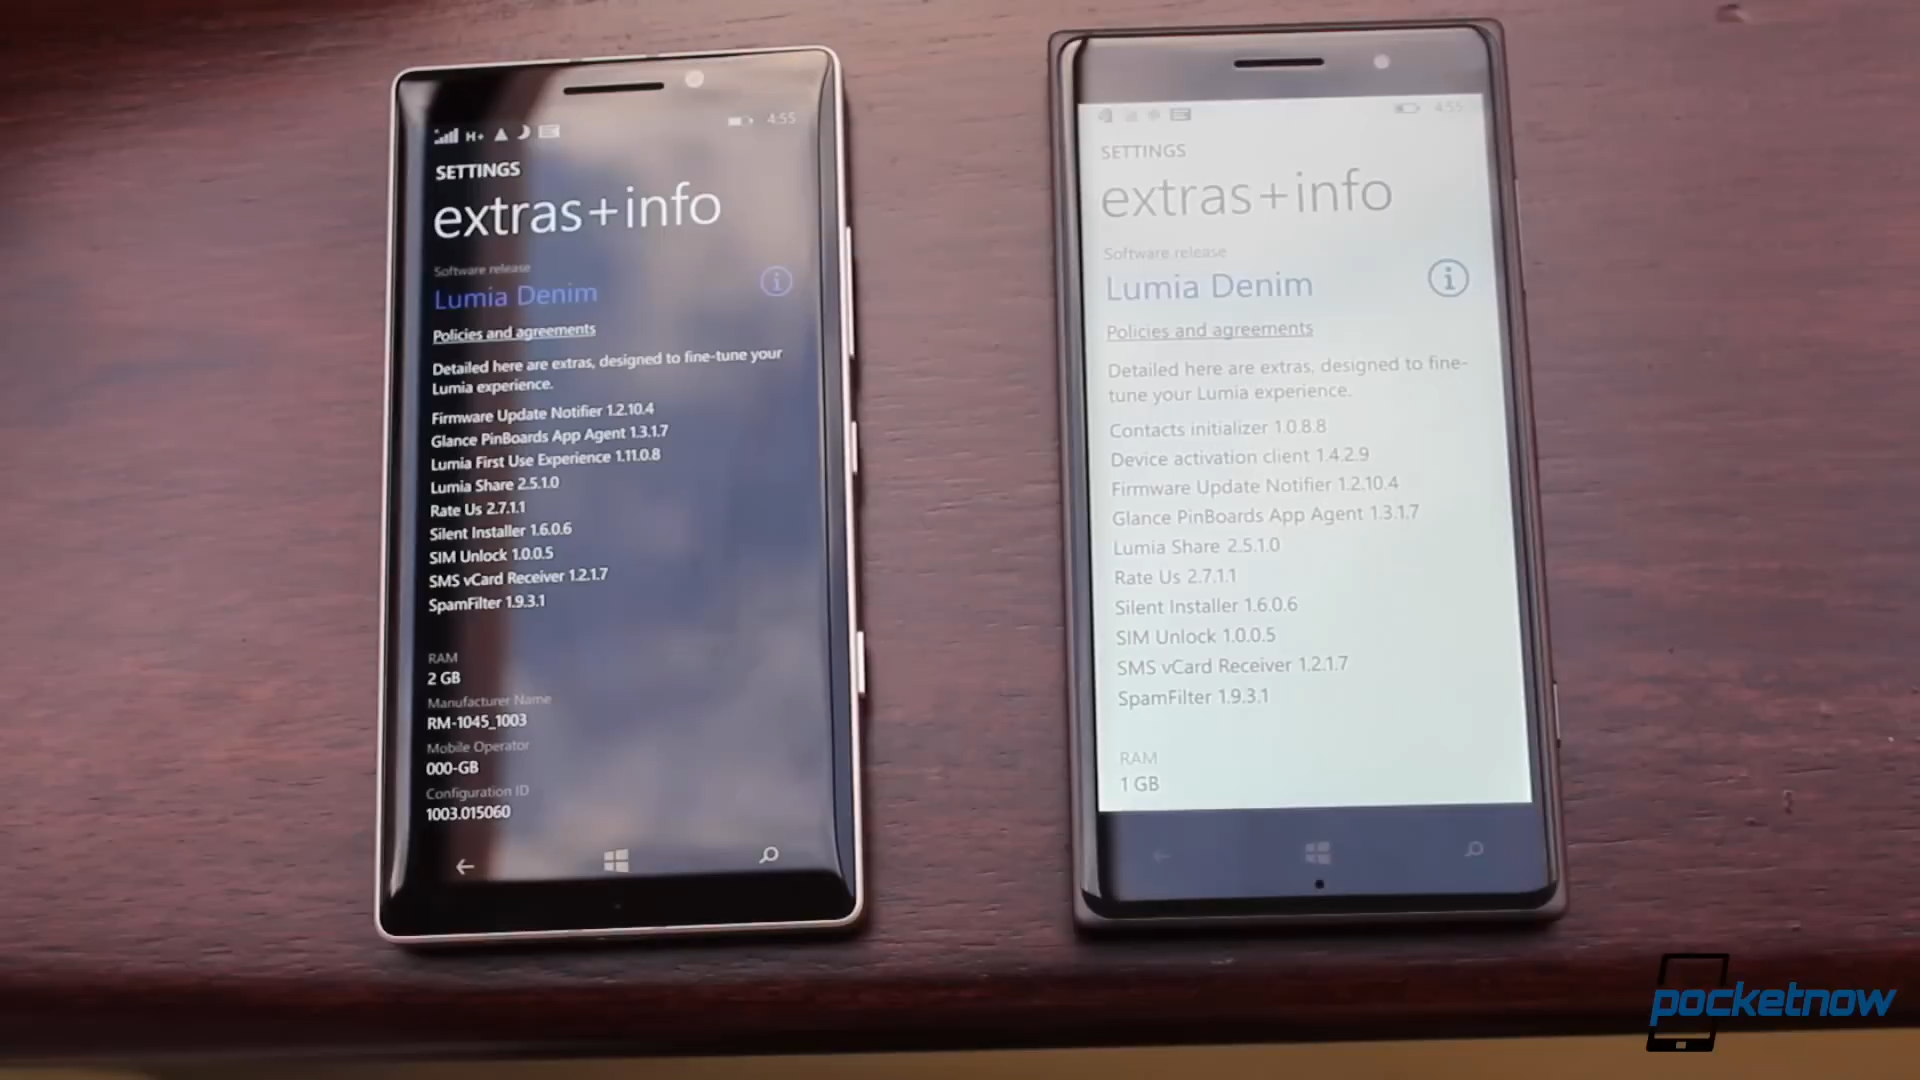 H+
4:55
SETTINGS
extras+info
Software release
Lumia Denim
Policies and agreements
Detailed here are extras, designed to fine-tune your
Lumia experience.
Firmware Update Notifier 1.2.10.4
Glance PinBoards App Agent 1.3.1.7
Lumia First Use Experience 1.11.0.8
Lumia Share 2.5.1.0
Rate Us 2.7.1.1
Silent Installer 1.6.0.6
SIM Unlock 1.0.0.5
SMS vCard Receiver 1.2.1.7
SpamFilter 1.9.3.1
RAM
2 GB
Manufacturer Name
RM-1045_1003
Mobile Operator
000-GB
Configuration ID
1003.015060
4:55
SETTINGS
extras+info
Software release
Lumia Denim
Policies and agreements
Detailed here are extras, designed to fine-
tune your Lumia experience.
Contacts initializer 1.0.8.8
Device activation client 1.4.2.9
Firmware Update Notifier 1.2.10.4
Glance PinBoards App Agent 1.3.1.7
Lumia Share 2.5.1.0
Rate Us 2.7.1.1
Silent Installer 1.6.0.6
SIM Unlock 1.0.0.5
SMS vCard Receiver 1.2.1.7
SpamFilter 1.9.3.1
RAM
1 GB
pocketnow